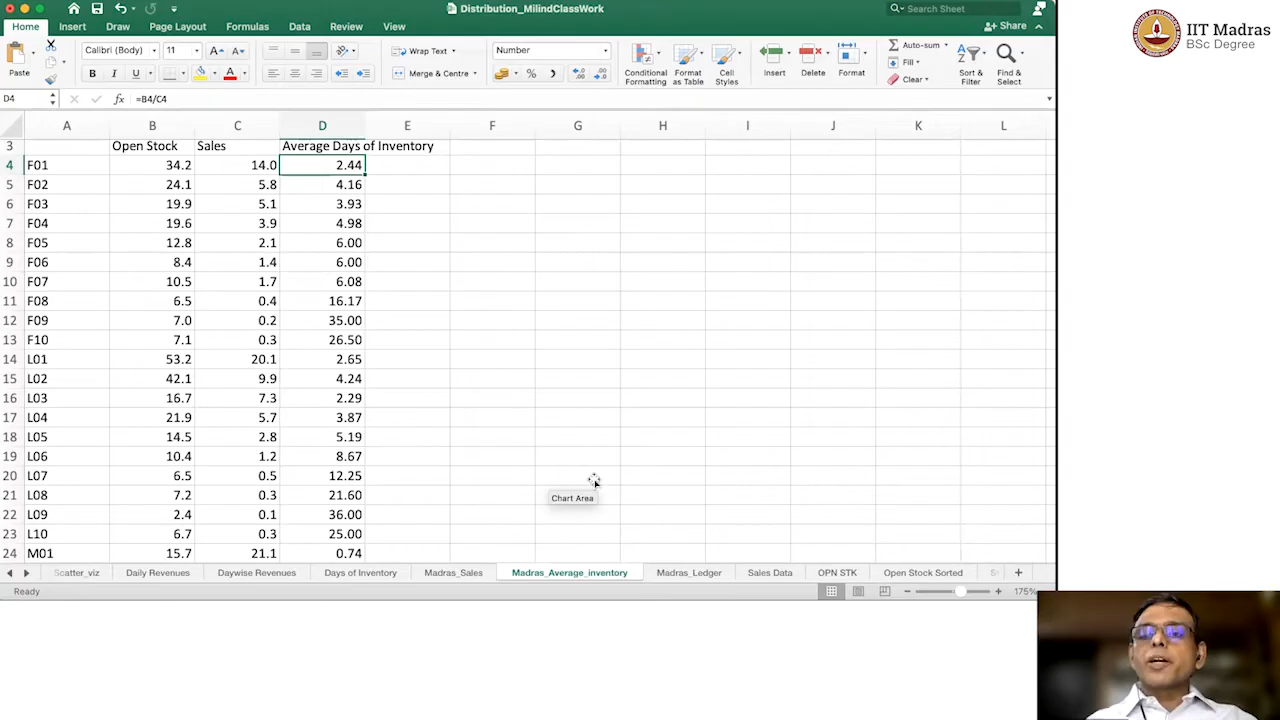 Distribution_MilindClassWork
Search Sheet
Home Insert Draw Page Layout Formulas Data Review View Share
Paste Calibri (Body) 11 Wrap Text Merge & Centre Number Conditional Formatting Format as Table Cell Styles Insert Delete Format Auto-sum Fill Clear Sort & Filter Find & Select
D4 fx =B4/C4
A B C D E F G H I J K L
3 Open Stock Sales Average Days of Inventory
4 F01 34.2 14.0 2.44
5 F02 24.1 5.8 4.16
6 F03 19.9 5.1 3.93
7 F04 19.6 3.9 4.98
8 F05 12.8 2.1 6.00
9 F06 8.4 1.4 6.00
10 F07 10.5 1.7 6.08
11 F08 6.5 0.4 16.17
12 F09 7.0 0.2 35.00
13 F10 7.1 0.3 26.50
14 L01 53.2 20.1 2.65
15 L02 42.1 9.9 4.24
16 L03 16.7 7.3 2.29
17 L04 21.9 5.7 3.87
18 L05 14.5 2.8 5.19
19 L06 10.4 1.2 8.67
20 L07 6.5 0.5 12.25
21 L08 7.2 0.3 21.60
22 L09 2.4 0.1 36.00
23 L10 6.7 0.3 25.00
24 M01 15.7 21.1 0.74
Chart Area
Scatter_viz Daily Revenues Daywise Revenues Days of Inventory Madras_Sales Madras_Average_inventory Madras_Ledger Sales Data OPN STK Open Stock Sorted
Ready 175%
IIT Madras
BSc Degree